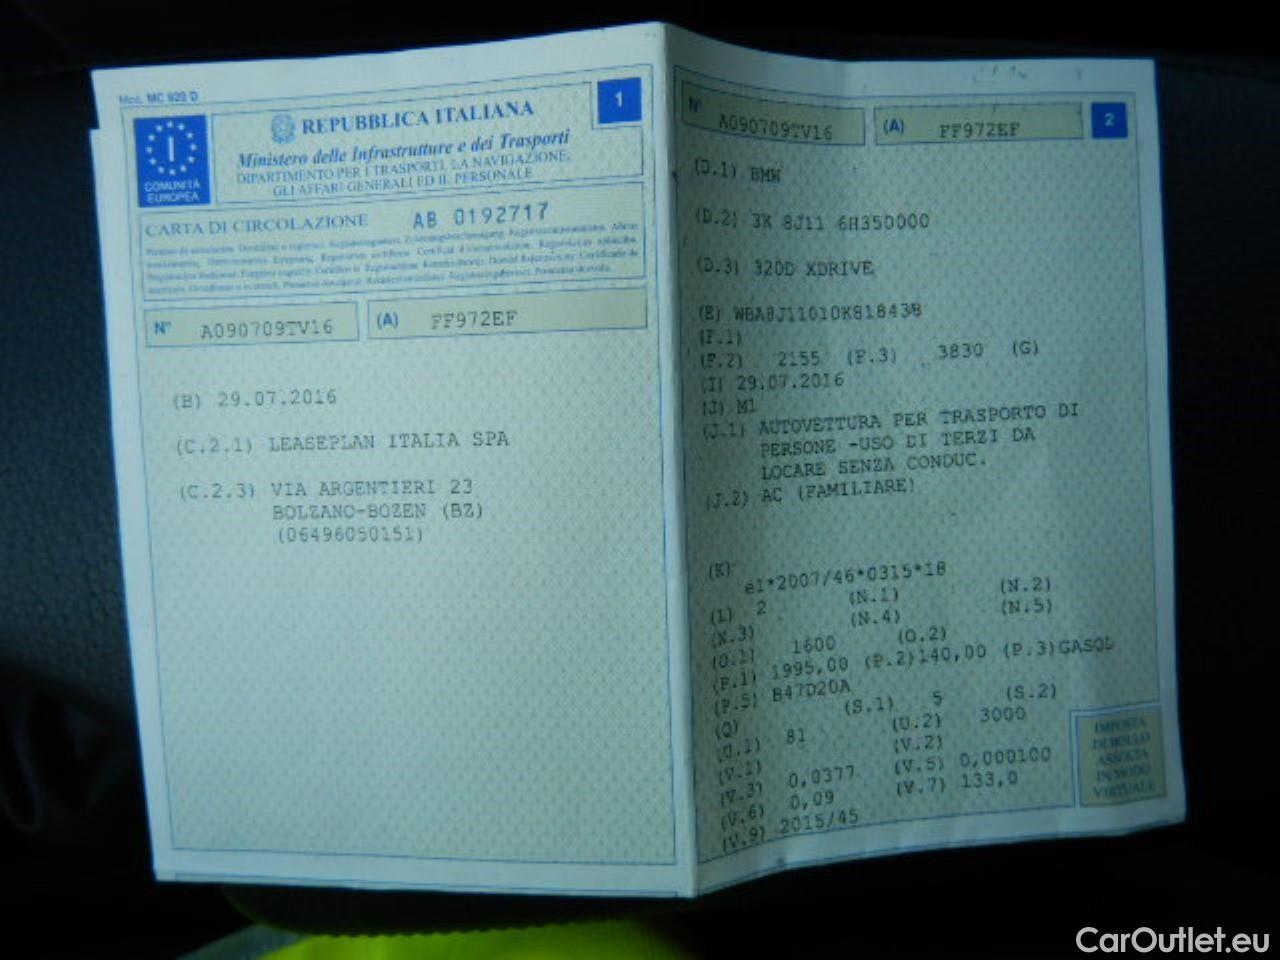 Mod. MC 820 D
1
REPUBBLICA ITALIANA
Ministero delle Infrastrutture e dei Trasporti
DIPARTIMENTO PER I TRASPORTI, LA NAVIGAZIONE,
GLI AFFARI GENERALI ED IL PERSONALE
I
COMUNITÀ
EUROPEA
CARTA DI CIRCOLAZIONE AB 0192717
N° A090709TV16 (A) FF972EF
(B) 29.07.2016
(C.2.1) LEASEPLAN ITALIA SPA
(C.2.3) VIA ARGENTIERI 23
BOLZANO-BOZEN (BZ)
(06496050151)
N° A090709TV16 (A) FF972EF 2
(D.1) BMW
(D.2) 3K 8J11 6H350000
(D.3) 320D XDRIVE
(E) WBA8J11010K818438
(F.1)
(F.2) 2155 (F.3) 3830 (G)
(I) 29.07.2016
(J) M1
(J.1) AUTOVETTURA PER TRASPORTO DI
PERSONE -USO DI TERZI DA
LOCARE SENZA CONDUC.
(J.2) AC (FAMILIARE)
(K) e1*2007/46*0315*18
(L) 2 (N.1) (N.2)
(N.3) (N.4) (N.5)
(O.1) 1600 (O.2)
(P.1) 1995,00 (P.2)140,00 (P.3)GASOL
(P.5) B47D20A
(Q) (S.1) 5 (S.2)
(U.1) 81 (U.2) 3000
(V.1) (V.2)
(V.3) 0,0377 (V.5) 0,000100
(V.6) 0,09 (V.7) 133,0
(V.9) 2015/45
IMPOSTA
DI BOLLO
ASSOLTA
IN MODO
VIRTUALE
CarOutlet.eu